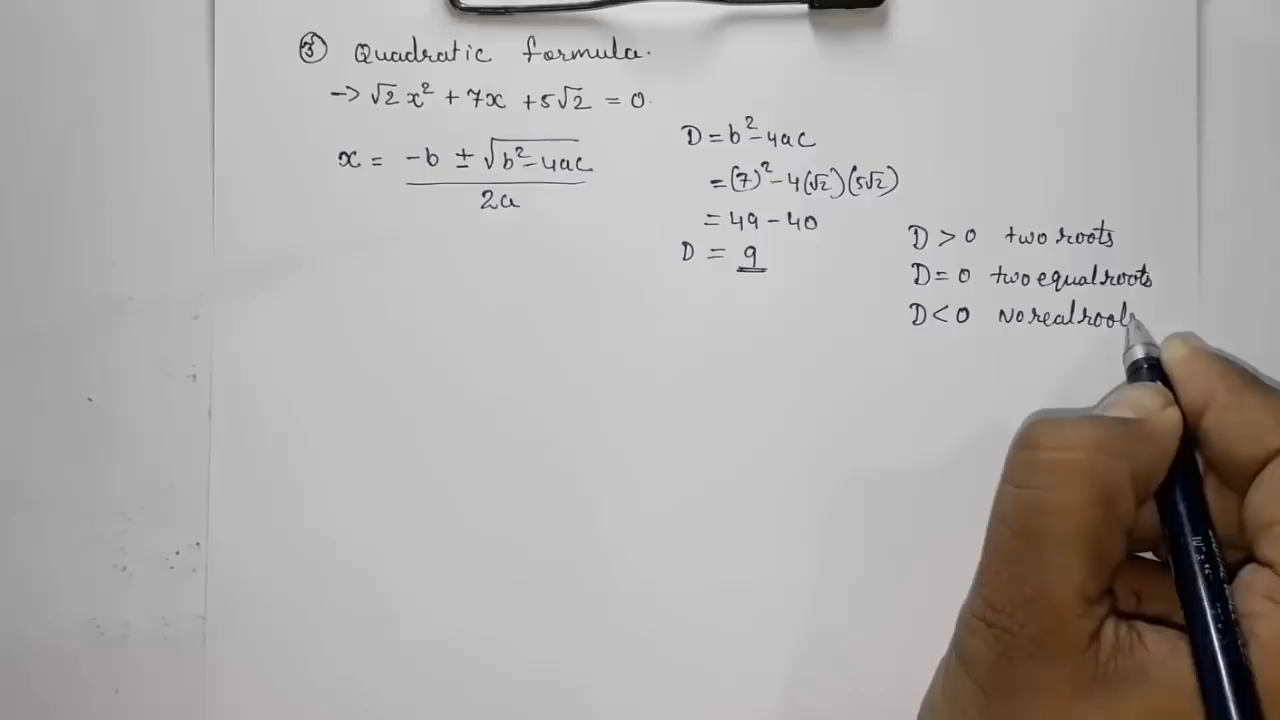 ③ Quadratic formula.
-> √2 x² + 7x + 5√2 = 0.
x = -b ± √b²-4ac / 2a
D = b²-4ac
= (7)² - 4(√2)(5√2)
= 49 - 40
D = 9
D > 0 two roots
D = 0 two equal roots
D < 0 No real roots